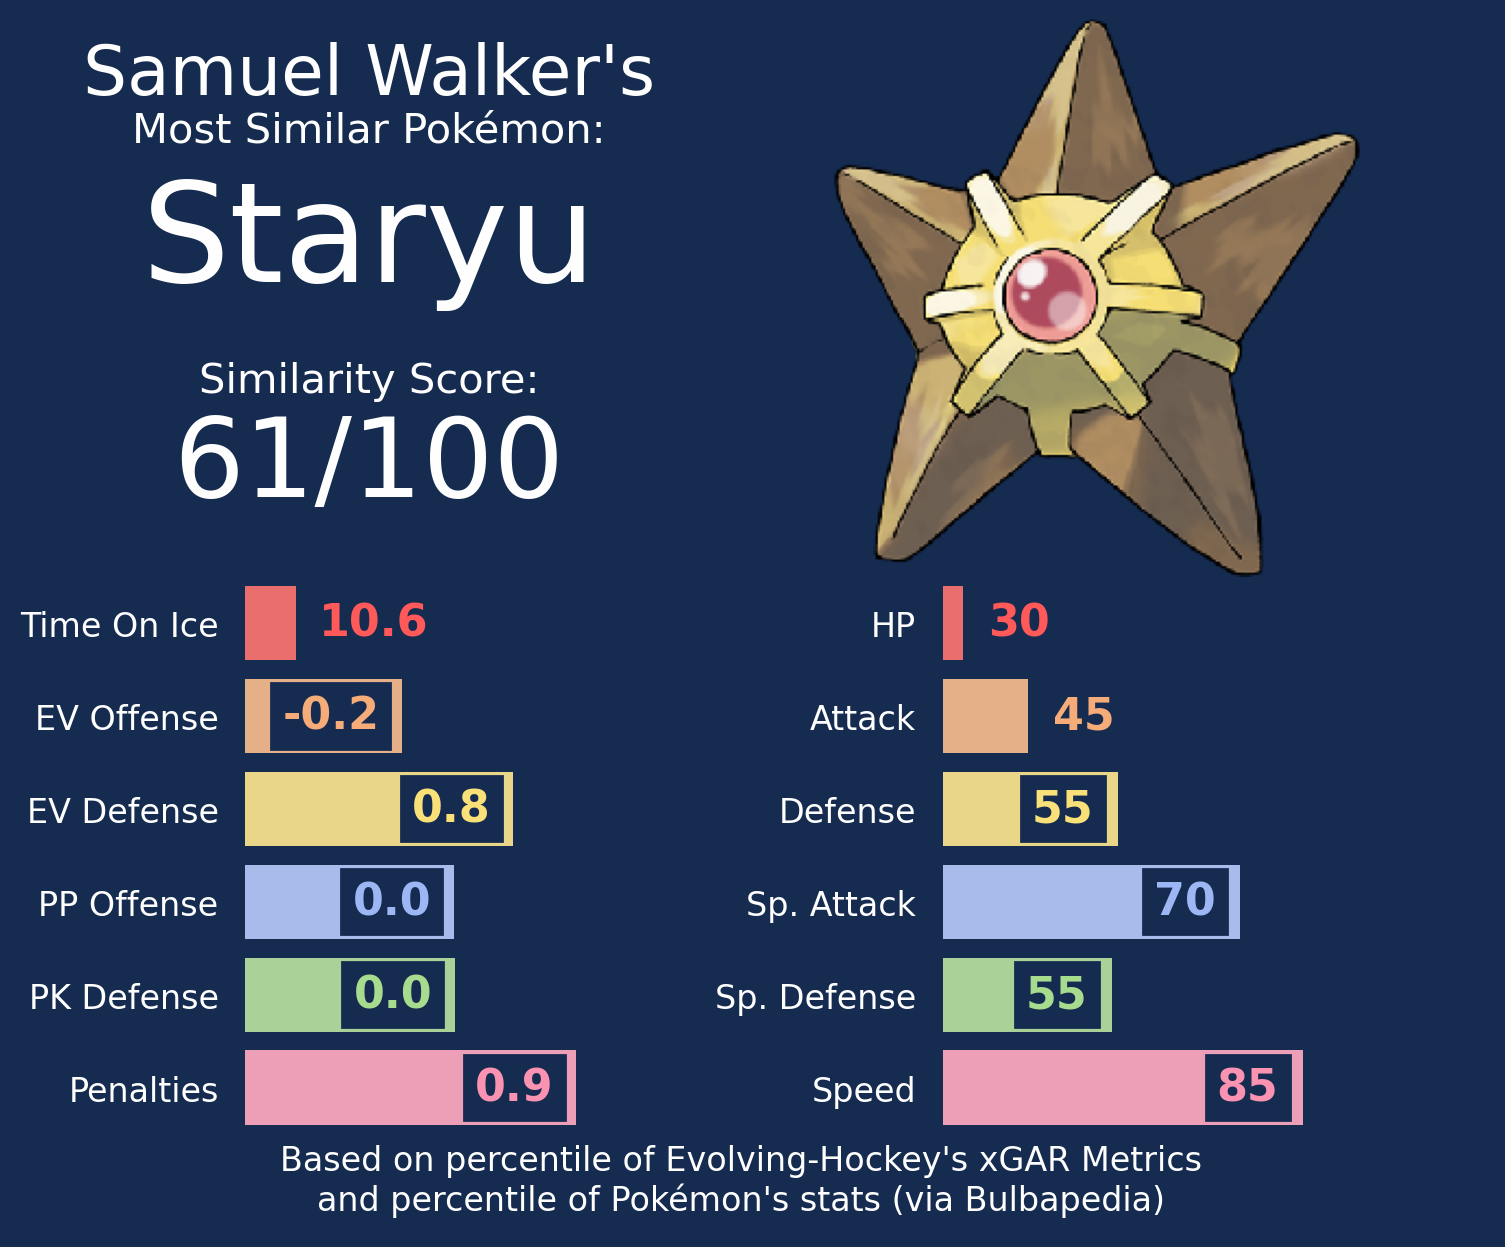 Samuel Walker's
Most Similar Pokémon:
Staryu
Similarity Score:
61/100
Time On Ice 10.6
EV Offense -0.2
EV Defense 0.8
PP Offense 0.0
PK Defense 0.0
Penalties 0.9
HP 30
Attack 45
Defense 55
Sp. Attack 70
Sp. Defense 55
Speed 85
Based on percentile of Evolving-Hockey's xGAR Metrics
and percentile of Pokémon's stats (via Bulbapedia)